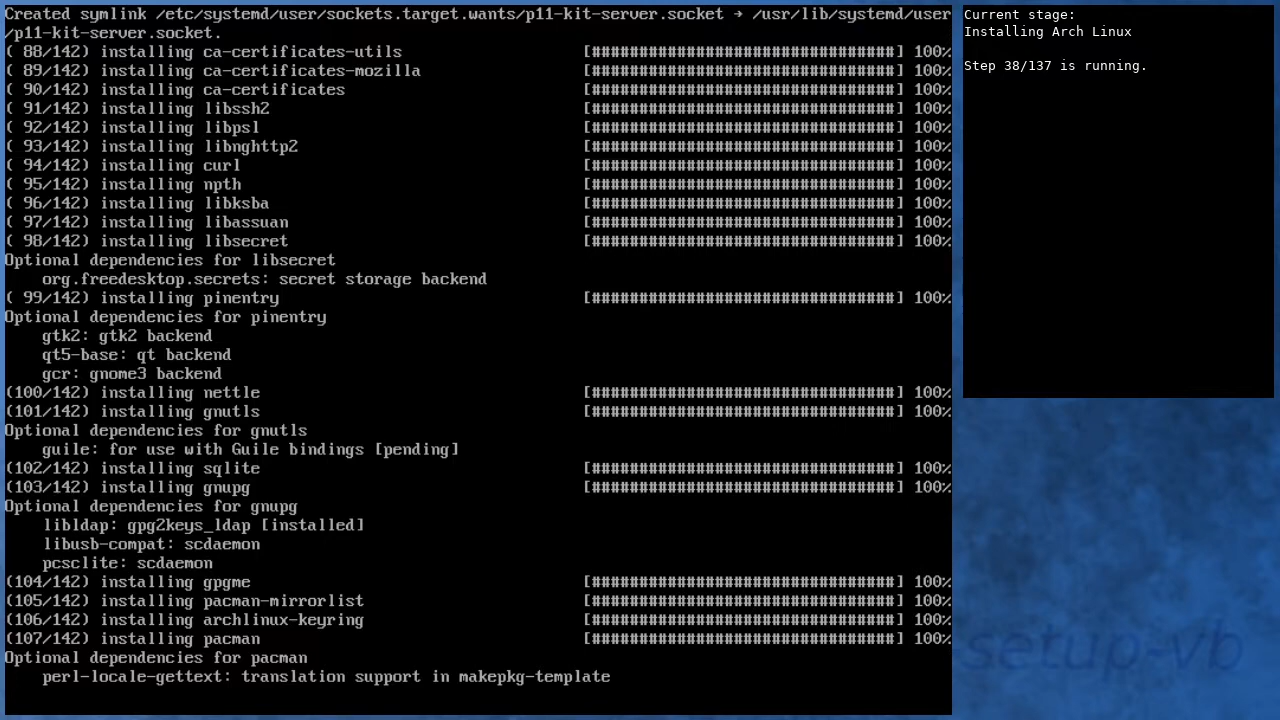 Created symlink /etc/systemd/user/sockets.target.wants/p11-kit-server.socket → /usr/lib/systemd/user
/p11-kit-server.socket.
( 88/142) installing ca-certificates-utils [################################] 100%
( 89/142) installing ca-certificates-mozilla [################################] 100%
( 90/142) installing ca-certificates [################################] 100%
( 91/142) installing libssh2 [################################] 100%
( 92/142) installing libpsl [################################] 100%
( 93/142) installing libnghttp2 [################################] 100%
( 94/142) installing curl [################################] 100%
( 95/142) installing npth [################################] 100%
( 96/142) installing libksba [################################] 100%
( 97/142) installing libassuan [################################] 100%
( 98/142) installing libsecret [################################] 100%
Optional dependencies for libsecret
org.freedesktop.secrets: secret storage backend
( 99/142) installing pinentry [################################] 100%
Optional dependencies for pinentry
gtk2: gtk2 backend
qt5-base: qt backend
gcr: gnome3 backend
(100/142) installing nettle [################################] 100%
(101/142) installing gnutls [################################] 100%
Optional dependencies for gnutls
guile: for use with Guile bindings [pending]
(102/142) installing sqlite [################################] 100%
(103/142) installing gnupg [################################] 100%
Optional dependencies for gnupg
libldap: gpg2keys_ldap [installed]
libusb-compat: scdaemon
pcsclite: scdaemon
(104/142) installing gpgme [################################] 100%
(105/142) installing pacman-mirrorlist [################################] 100%
(106/142) installing archlinux-keyring [################################] 100%
(107/142) installing pacman [################################] 100%
Optional dependencies for pacman
perl-locale-gettext: translation support in makepkg-template
Current stage:
Installing Arch Linux
Step 38/137 is running.
setup-vb